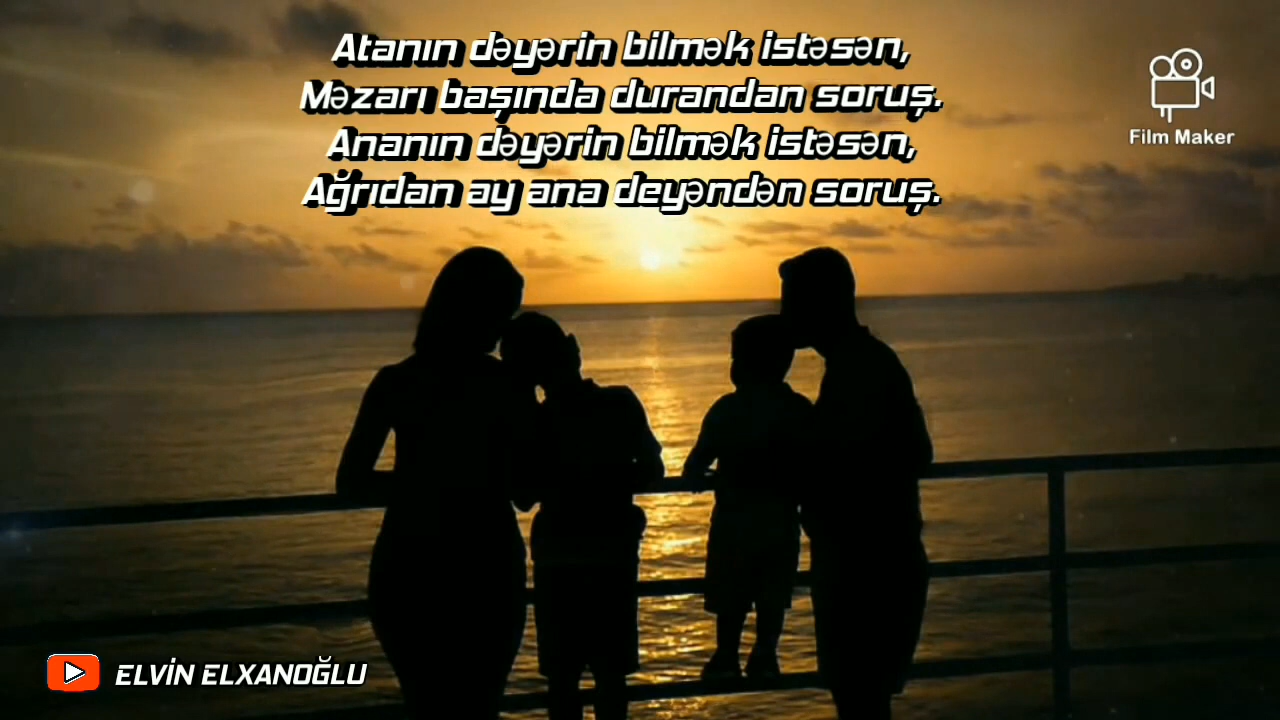 Atanın dəyərin bilmək istəsən,
Məzarı başında durandan soruş.
Ananın dəyərin bilmək istəsən,
Ağrıdan ay ana deyəndən soruş.
Film Maker
ELVİN ELXANOĞLU